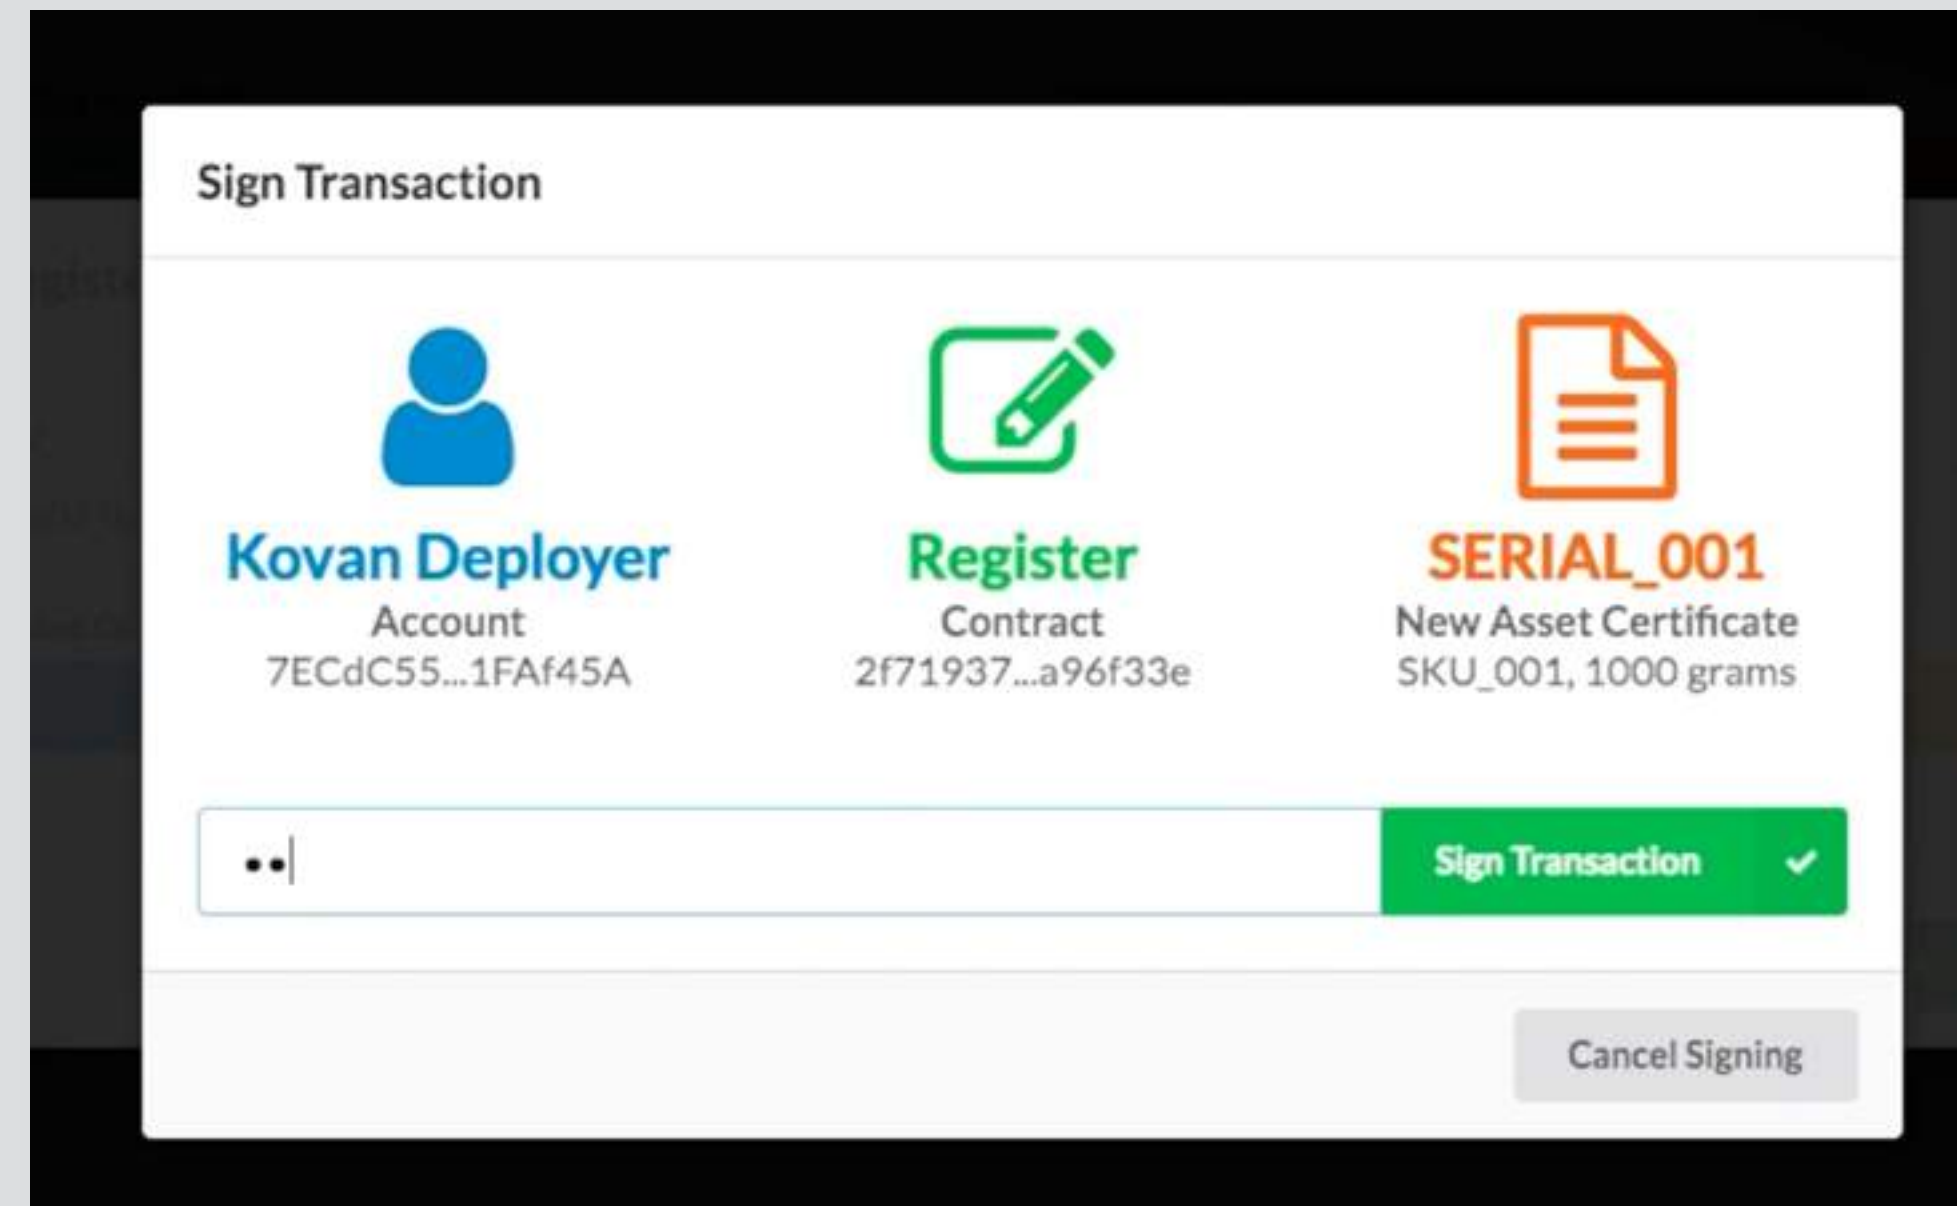 Sign Transaction
Kovan Deployer
Account
7ECdC55...1FAf45A
Register
Contract
2f71937...a96f33e
SERIAL_001
New Asset Certificate
SKU_001, 1000 grams
Sign Transaction
Cancel Signing